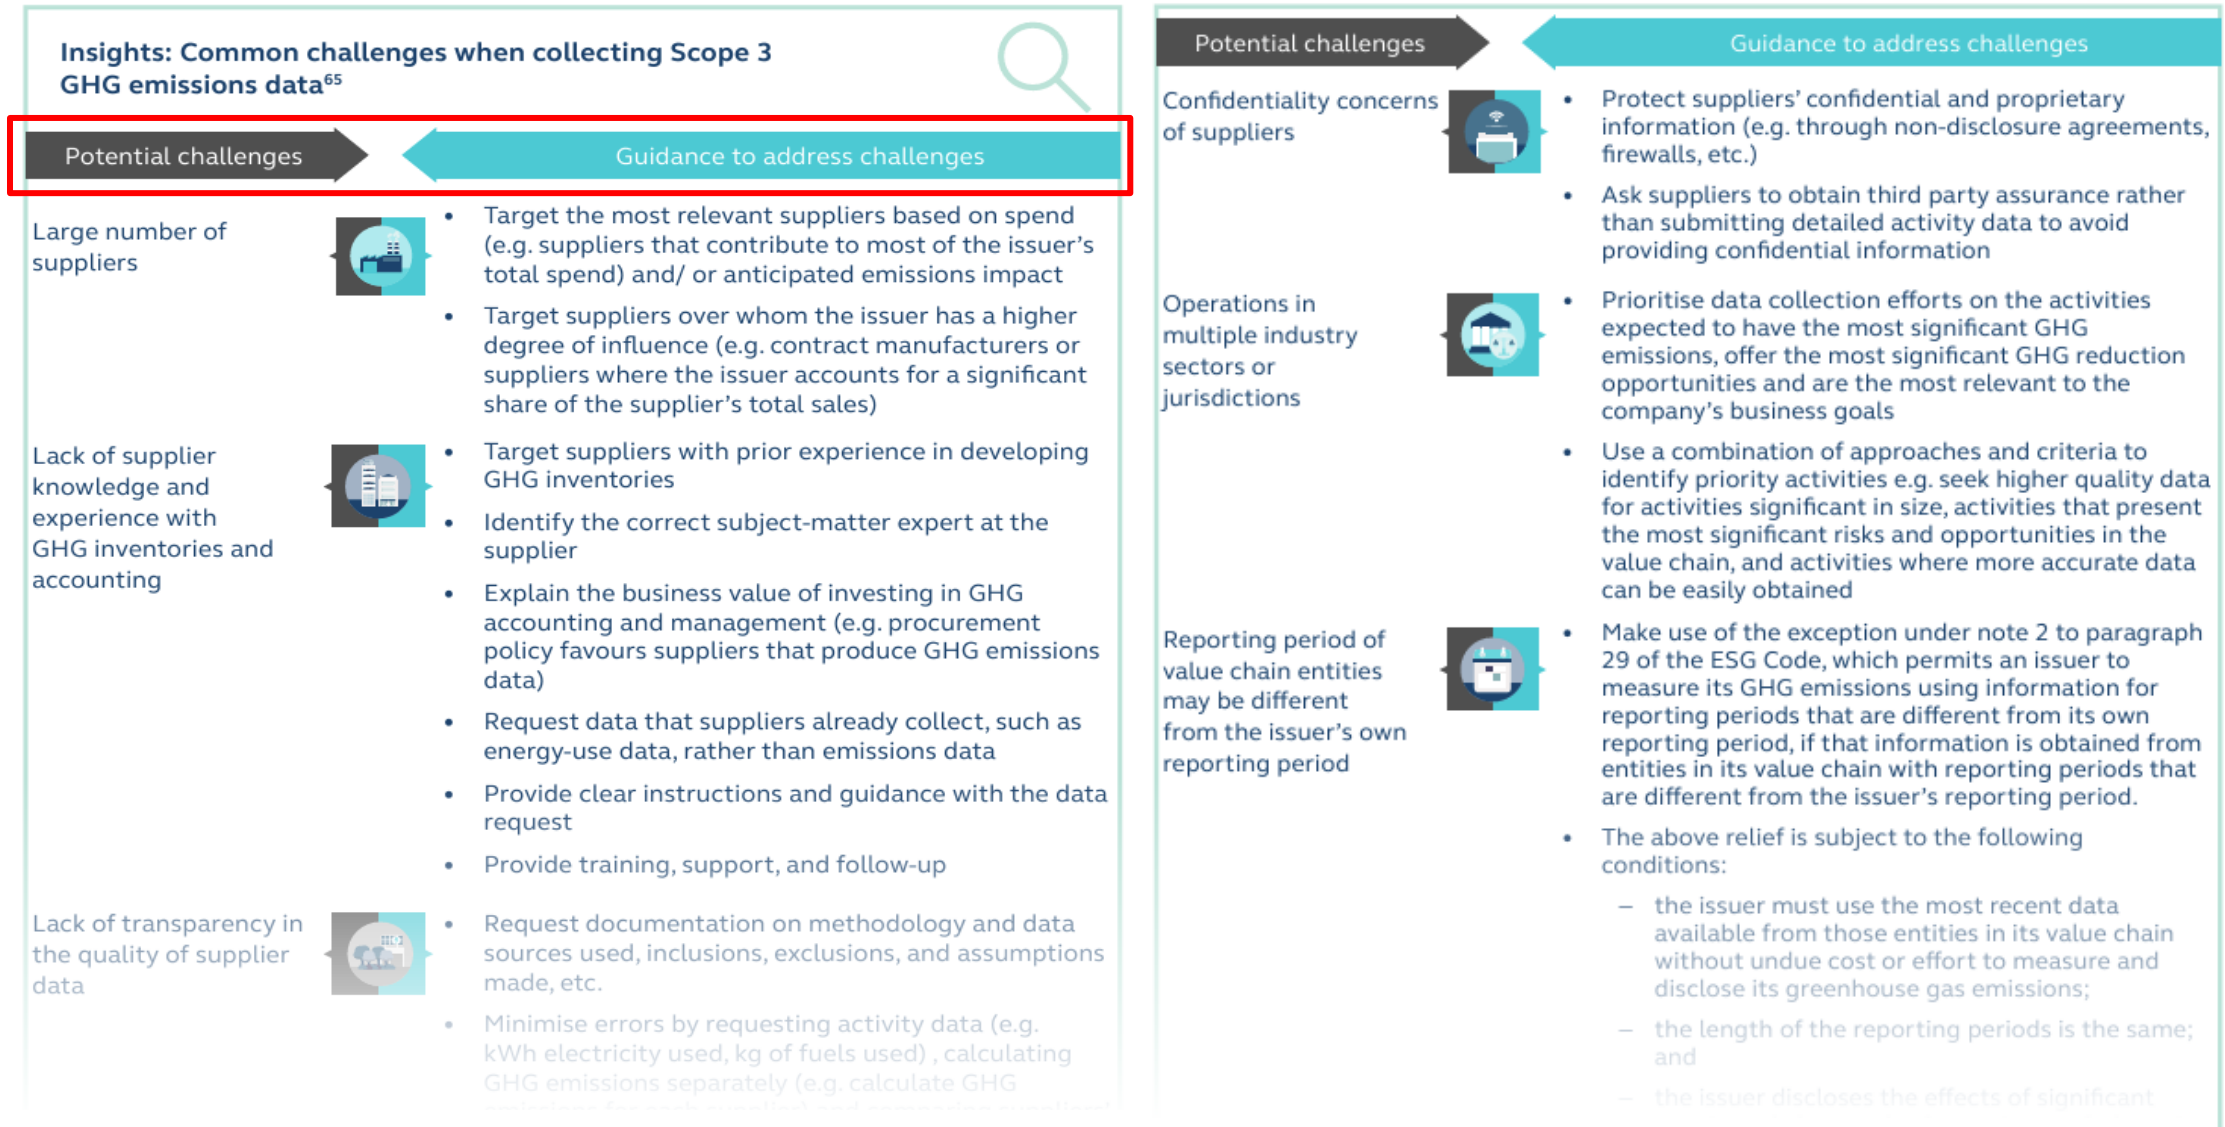 Insights: Common challenges when collecting Scope 3
GHG emissions data⁶⁵
Potential challenges
Guidance to address challenges
Large number of
suppliers
• Target the most relevant suppliers based on spend
(e.g. suppliers that contribute to most of the issuer's
total spend) and/ or anticipated emissions impact
• Target suppliers over whom the issuer has a higher
degree of influence (e.g. contract manufacturers or
suppliers where the issuer accounts for a significant
share of the supplier's total sales)
Lack of supplier
knowledge and
experience with
GHG inventories and
accounting
• Target suppliers with prior experience in developing
GHG inventories
• Identify the correct subject-matter expert at the
supplier
• Explain the business value of investing in GHG
accounting and management (e.g. procurement
policy favours suppliers that produce GHG emissions
data)
• Request data that suppliers already collect, such as
energy-use data, rather than emissions data
• Provide clear instructions and guidance with the data
request
• Provide training, support, and follow-up
Lack of transparency in
the quality of supplier
data
• Request documentation on methodology and data
sources used, inclusions, exclusions, and assumptions
made, etc.
• Minimise errors by requesting activity data (e.g.
kWh electricity used, kg of fuels used) , calculating
GHG emissions separately (e.g. calculate GHG
Potential challenges
Guidance to address challenges
Confidentiality concerns
of suppliers
• Protect suppliers' confidential and proprietary
information (e.g. through non-disclosure agreements,
firewalls, etc.)
• Ask suppliers to obtain third party assurance rather
than submitting detailed activity data to avoid
providing confidential information
Operations in
multiple industry
sectors or
jurisdictions
• Prioritise data collection efforts on the activities
expected to have the most significant GHG
emissions, offer the most significant GHG reduction
opportunities and are the most relevant to the
company's business goals
• Use a combination of approaches and criteria to
identify priority activities e.g. seek higher quality data
for activities significant in size, activities that present
the most significant risks and opportunities in the
value chain, and activities where more accurate data
can be easily obtained
Reporting period of
value chain entities
may be different
from the issuer's own
reporting period
• Make use of the exception under note 2 to paragraph
29 of the ESG Code, which permits an issuer to
measure its GHG emissions using information for
reporting periods that are different from its own
reporting period, if that information is obtained from
entities in its value chain with reporting periods that
are different from the issuer's reporting period.
• The above relief is subject to the following
conditions:
– the issuer must use the most recent data
available from those entities in its value chain
without undue cost or effort to measure and
disclose its greenhouse gas emissions;
– the length of the reporting periods is the same;
and
– the issuer discloses the effects of significant